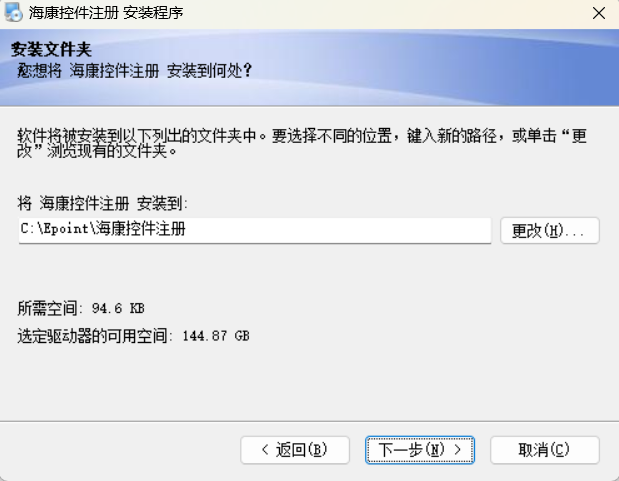 海康控件注册 安装程序
安装文件夹
您想将 海康控件注册 安装到何处?
软件将被安装到以下列出的文件夹中。要选择不同的位置，键入新的路径，或单击“更
改”浏览现有的文件夹。
将 海康控件注册 安装到:
C:\Epoint\海康控件注册
更改(H)...
所需空间: 94.6 KB
选定驱动器的可用空间: 144.87 GB
< 返回(B)
下一步(N) >
取消(C)